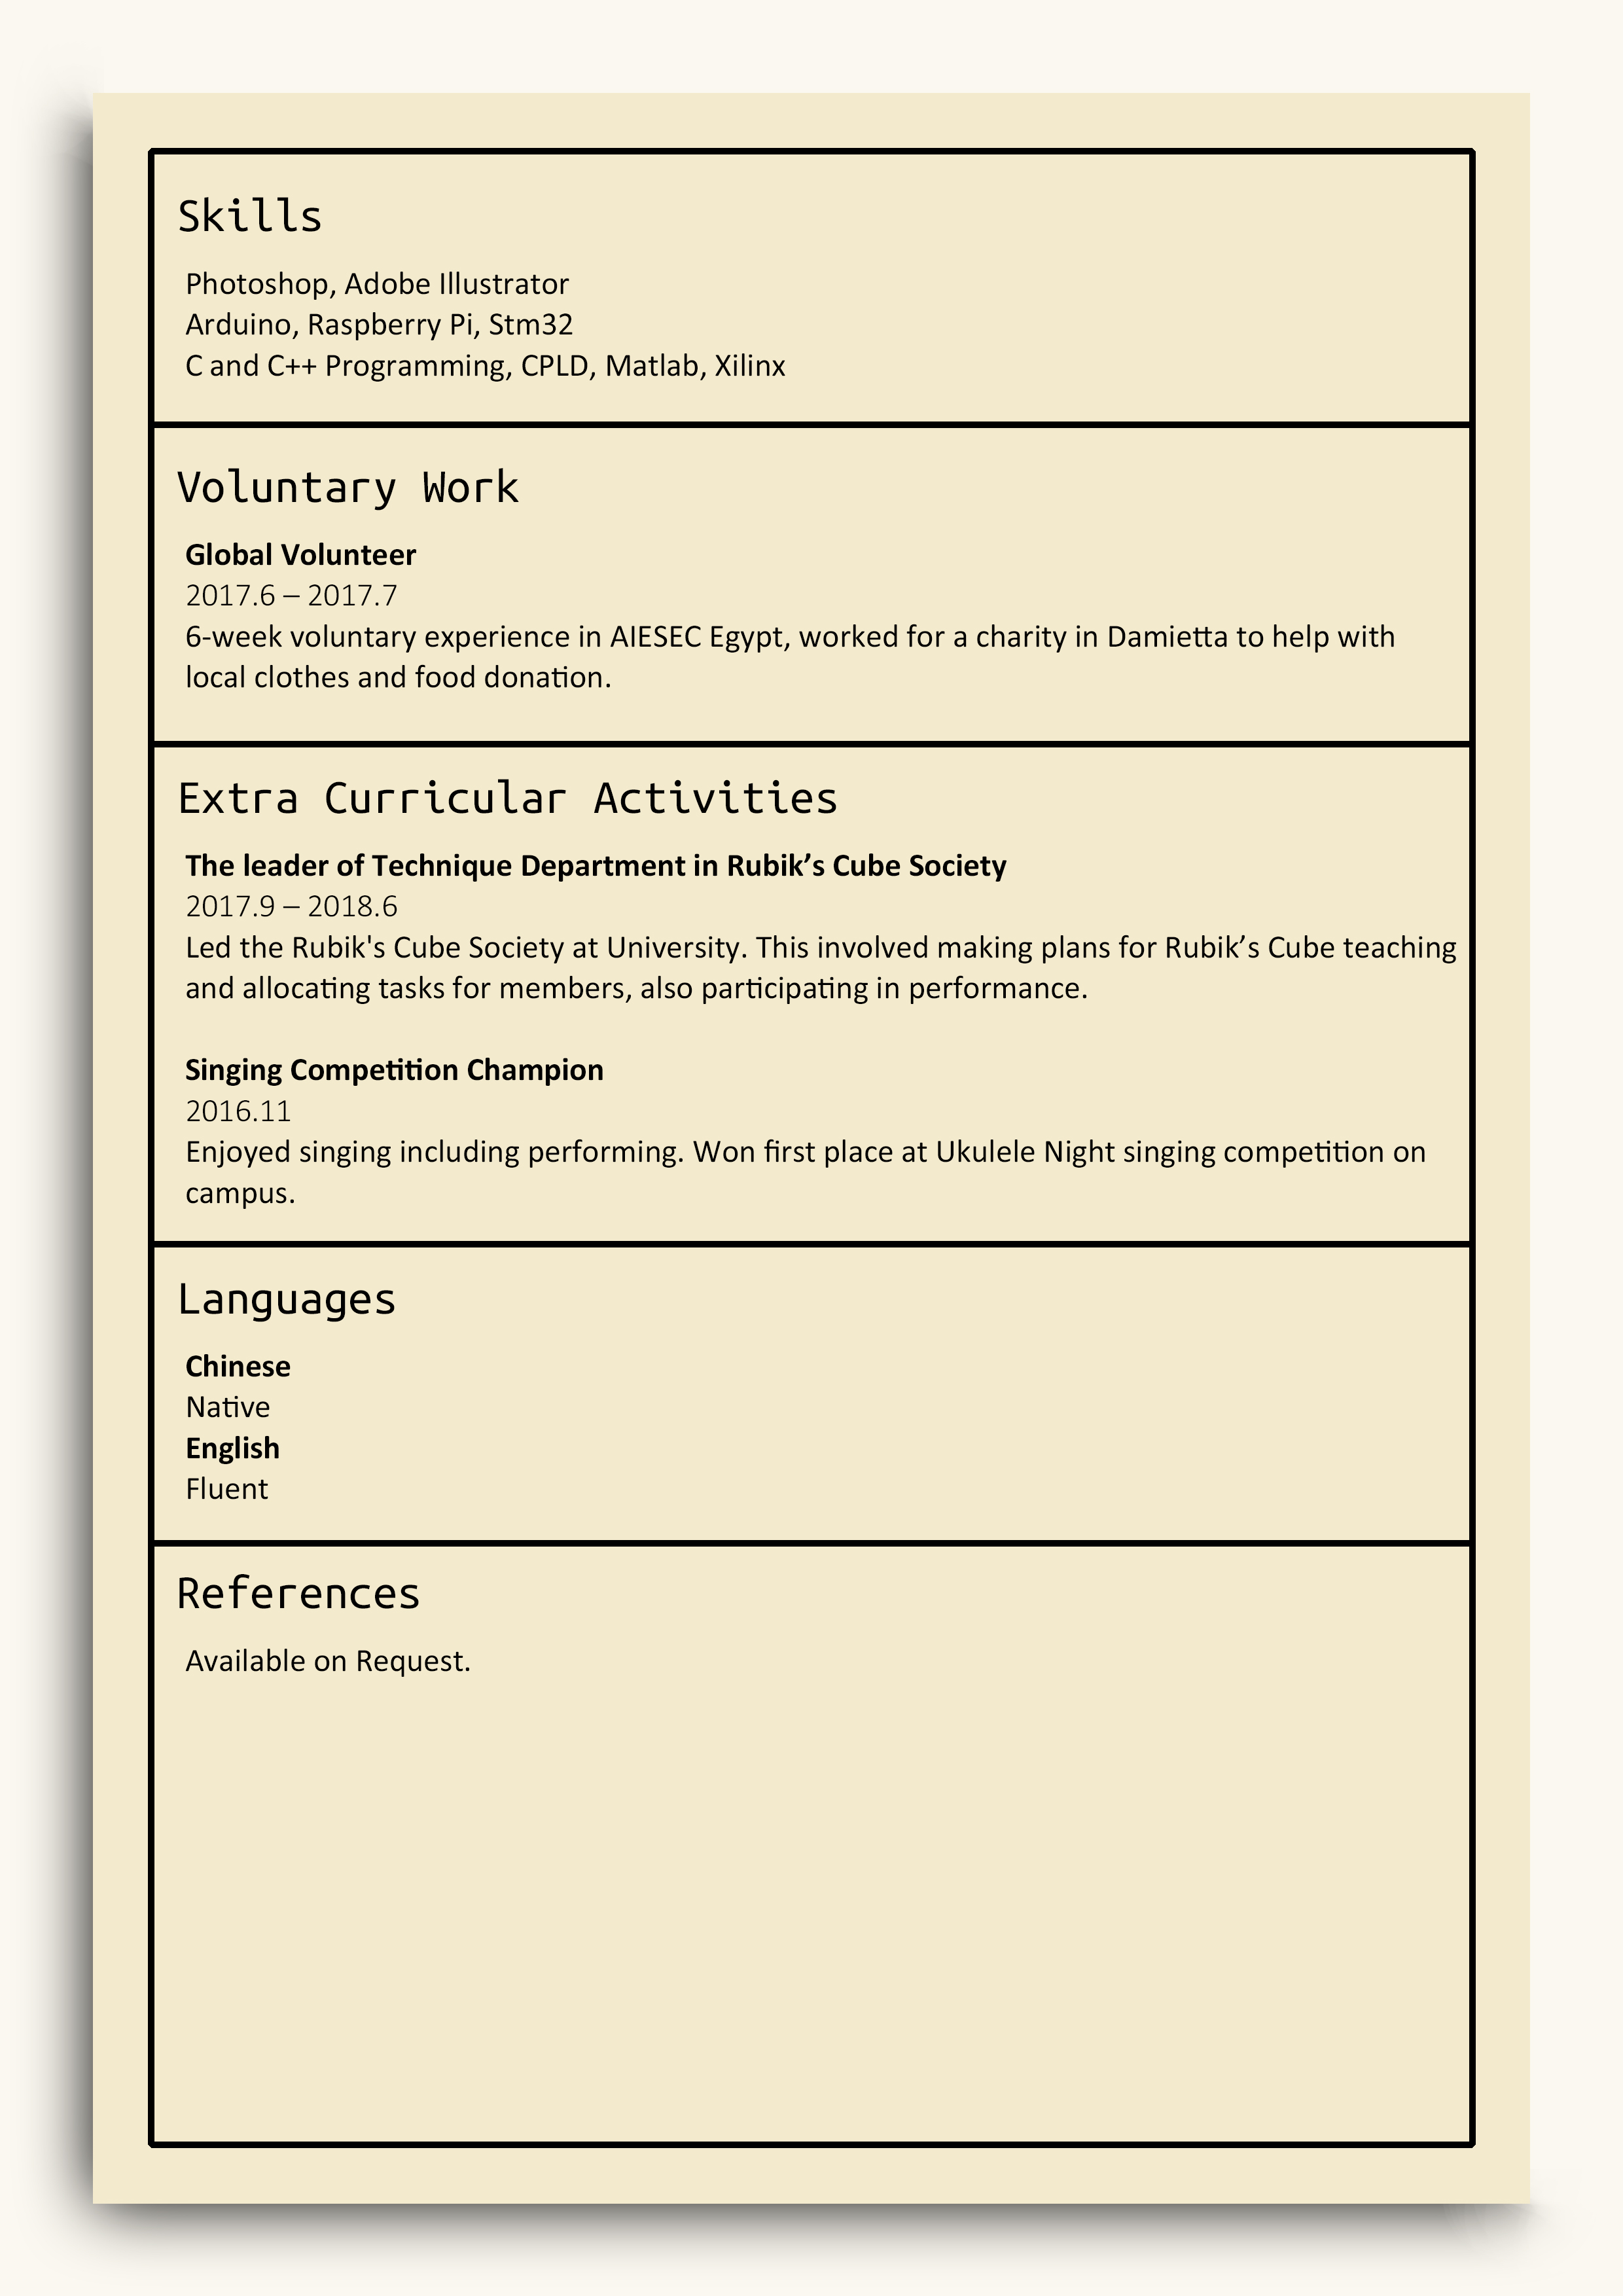 Skills
Photoshop, Adobe Illustrator
Arduino, Raspberry Pi, Stm32
C and C++ Programming, CPLD, Matlab, Xilinx
Voluntary Work
Global Volunteer
2017.6 – 2017.7
6-week voluntary experience in AIESEC Egypt, worked for a charity in Damietta to help with
local clothes and food donation.
Extra Curricular Activities
The leader of Technique Department in Rubik’s Cube Society
2017.9 – 2018.6
Led the Rubik's Cube Society at University. This involved making plans for Rubik’s Cube teaching
and allocating tasks for members, also participating in performance.
Singing Competition Champion
2016.11
Enjoyed singing including performing. Won first place at Ukulele Night singing competition on
campus.
Languages
Chinese
Native
English
Fluent
References
Available on Request.